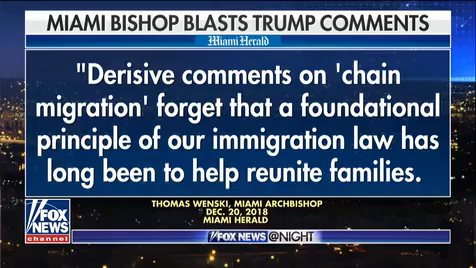 MIAMI BISHOP BLASTS TRUMP COMMENTS
Miami Herald
"Derisive comments on 'chain
migration' forget that a foundational
principle of our immigration law has
long been to help reunite families.
THOMAS WENSKI, MIAMI ARCHBISHOP
DEC. 20, 2018
MIAMI HERALD
FOX
NEWS
channel
FOX NEWS @NIGHT